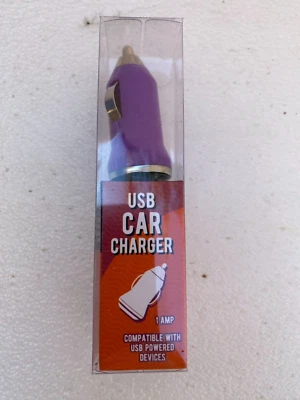 USB
CAR
CHARGER
1 AMP
COMPATIBLE WITH
USB POWERED
DEVICES